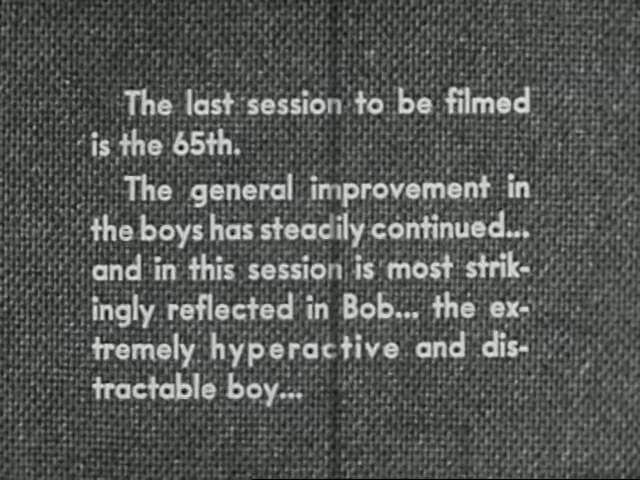 The last session to be filmed
is the 65th.
The general improvement in
the boys has steadily continued...
and in this session is most strik-
ingly reflected in Bob... the ex-
tremely hyperactive and dis-
tractable boy...